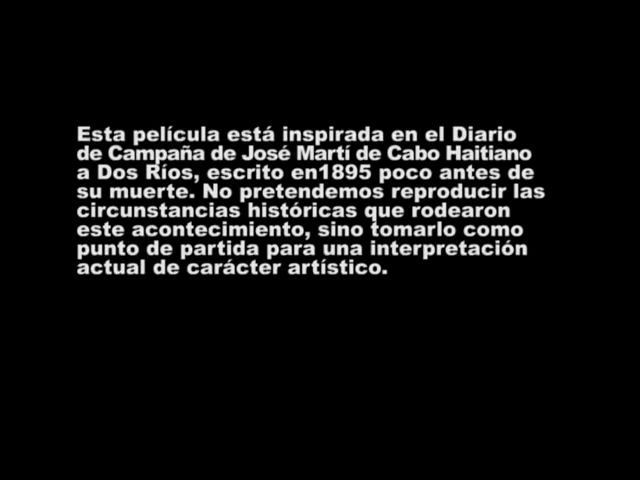 Esta película está inspirada en el Diario
de Campaña de José Martí de Cabo Haitiano
a Dos Ríos, escrito en1895 poco antes de
su muerte. No pretendemos reproducir las
circunstancias históricas que rodearon
este acontecimiento, sino tomarlo como
punto de partida para una interpretación
actual de carácter artístico.